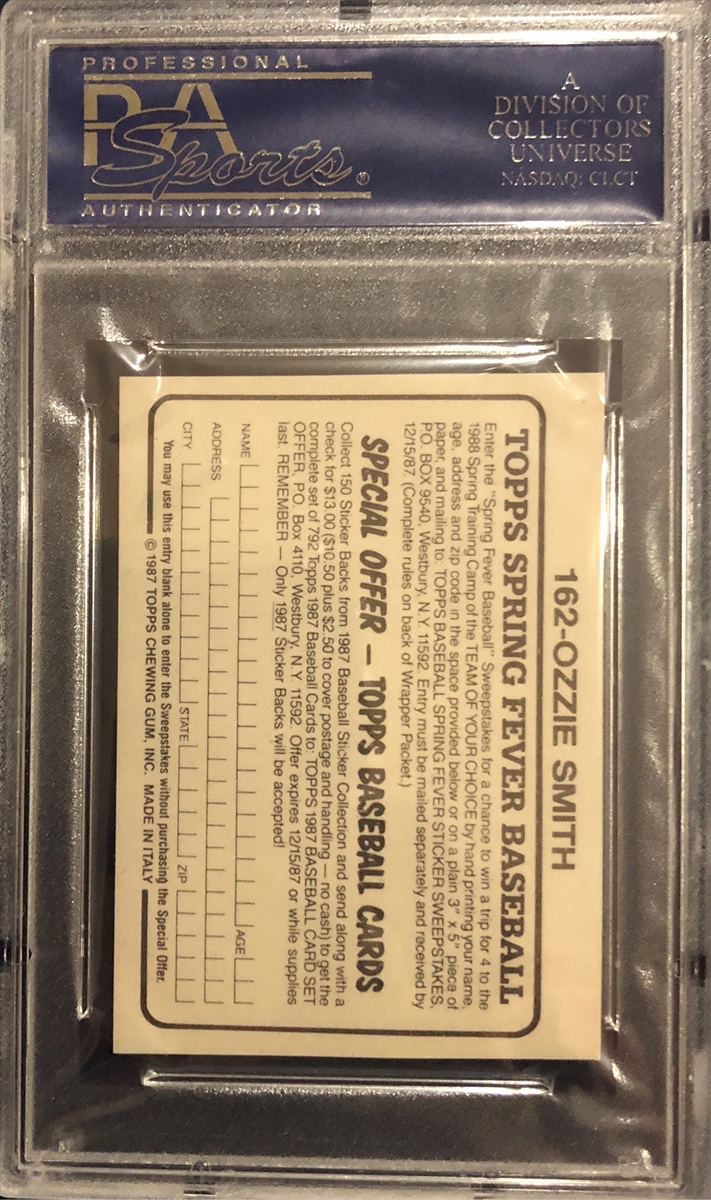 PROFESSIONAL
PSA
Sports®
AUTHENTICATOR
A
DIVISION OF
COLLECTORS
UNIVERSE
NASDAQ: CLCT
162-OZZIE SMITH
TOPPS SPRING FEVER BASEBALL
Enter the "Spring Fever Baseball" Sweepstakes for a chance to win a trip for 4 to the
1988 Spring Training Camp of the TEAM OF YOUR CHOICE by hand printing your name,
age, address and zip code in the space provided below or on a plain 3" x 5" piece of
paper, and mailing to: TOPPS BASEBALL SPRING FEVER STICKER SWEEPSTAKES,
P.O. BOX 9540, Westbury, N.Y. 11592. Entry must be mailed separately and received by
12/15/87. (Complete rules on back of Wrapper Packet.)
SPECIAL OFFER — TOPPS BASEBALL CARDS
Collect 150 Sticker Backs from 1987 Baseball Sticker Collection and send along with a
check for $13.00 ($10.50 plus $2.50 to cover postage and handling — no cash) to get the
complete set of 792 Topps 1987 Baseball Cards to: TOPPS 1987 BASEBALL CARD SET
OFFER, P.O. Box 4110, Westbury, N.Y. 11592. Offer expires 12/15/87 or while supplies
last. REMEMBER — Only 1987 Sticker Backs will be accepted!
NAME AGE
ADDRESS
CITY STATE ZIP
You may use this entry blank alone to enter the Sweepstakes without purchasing the Special Offer.
© 1987 TOPPS CHEWING GUM, INC. MADE IN ITALY